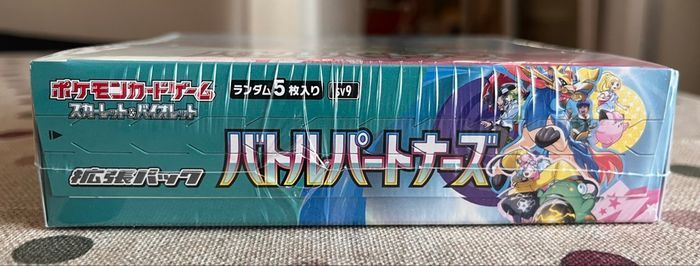 ポケモンカードゲーム
スカーレット&バイオレット
ランダム5枚入り
sv9
バトルパートナーズ
拡張パック